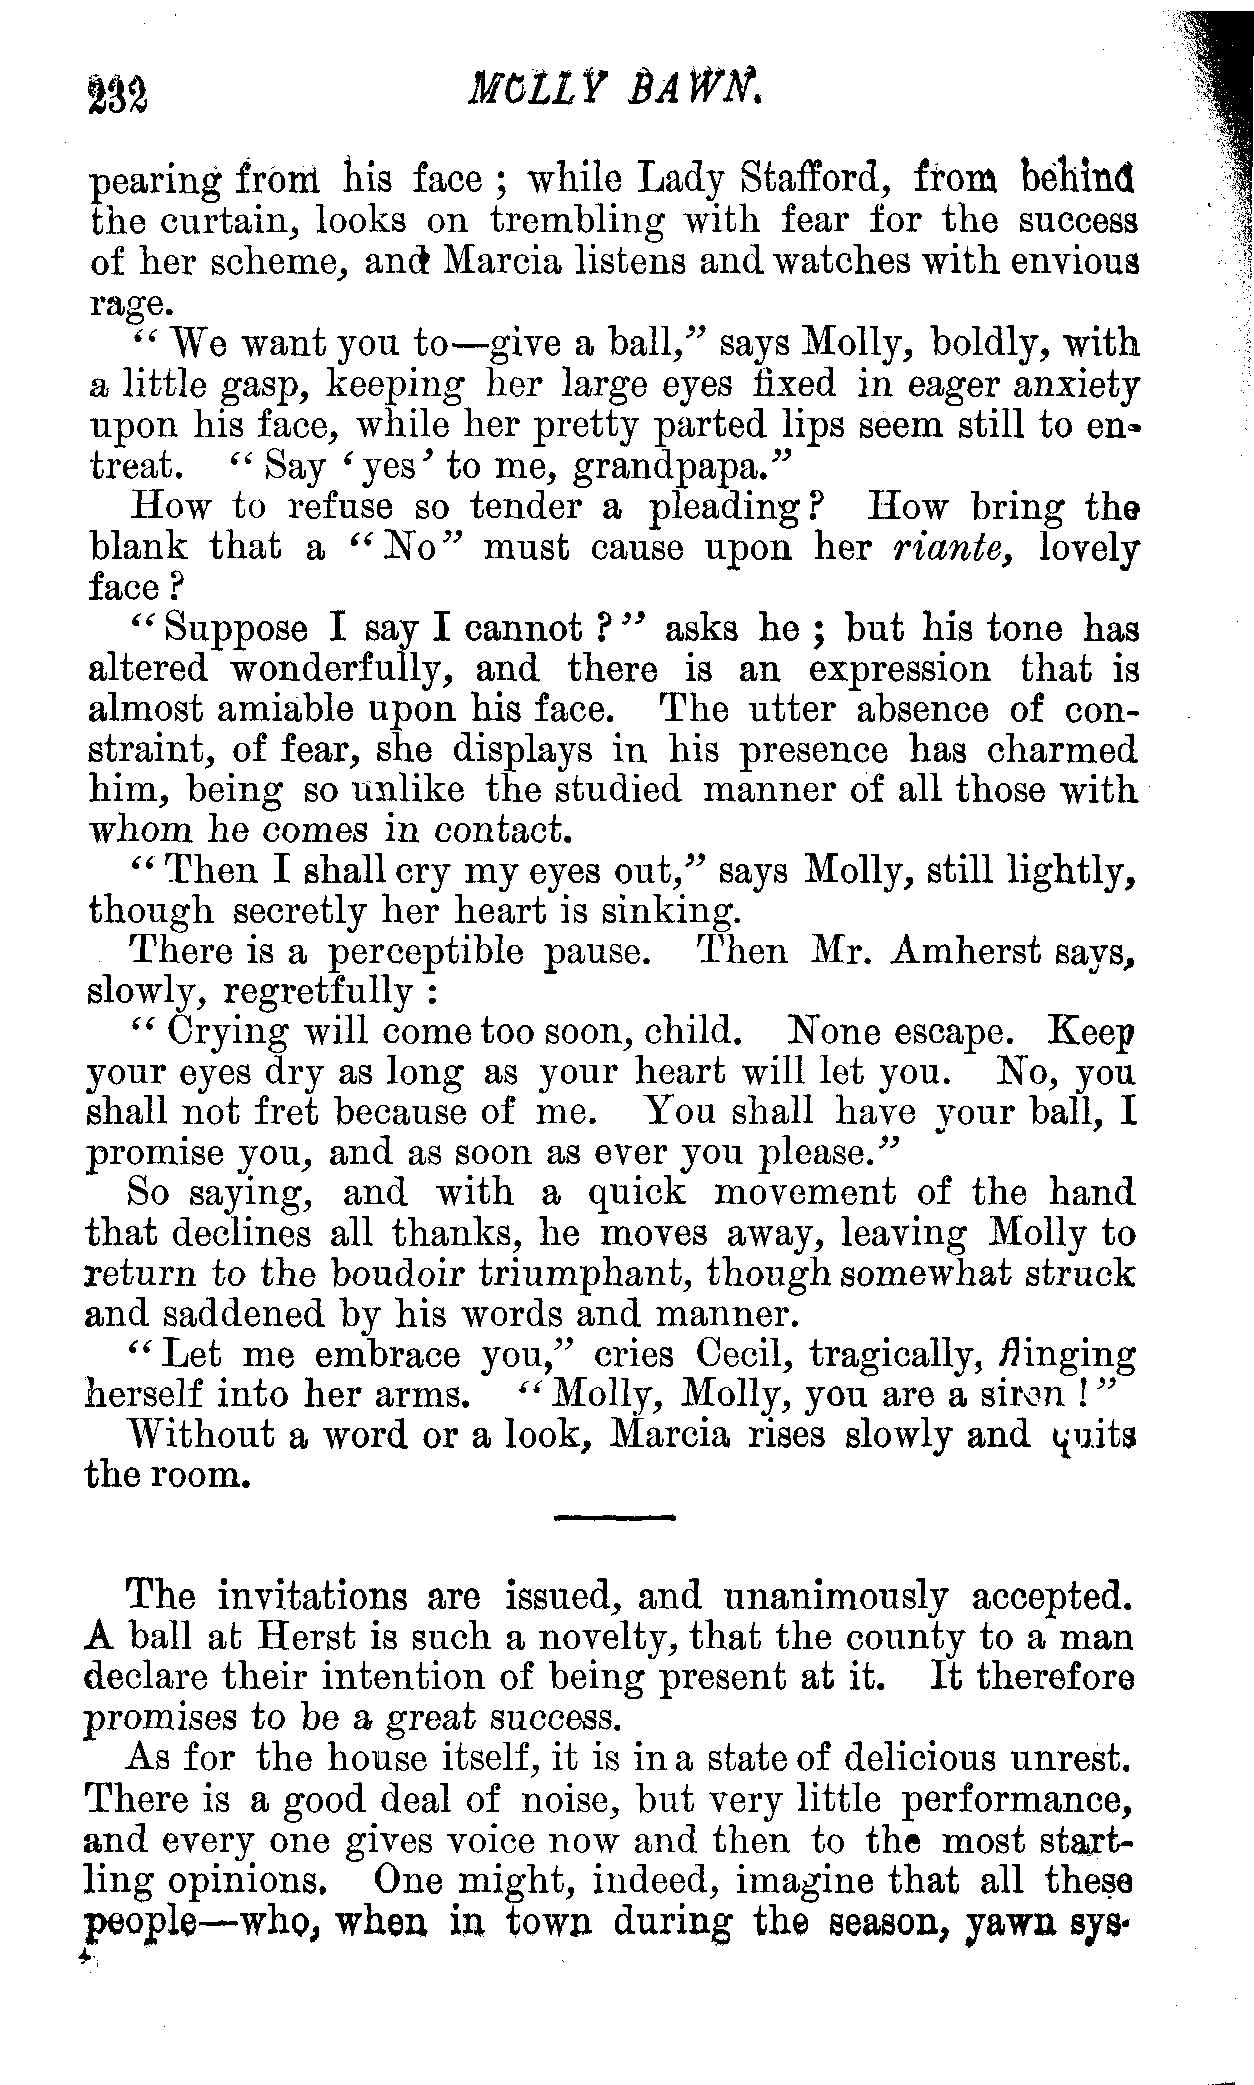 232 MOLLY BAWN.
pearing from his face ; while Lady Stafford, from behind
the curtain, looks on trembling with fear for the success
of her scheme, and Marcia listens and watches with envious
rage.
“ We want you to—give a ball,” says Molly, boldly, with
a little gasp, keeping her large eyes fixed in eager anxiety
upon his face, while her pretty parted lips seem still to en-
treat. “ Say ‘ yes ’ to me, grandpapa.”
How to refuse so tender a pleading ? How bring the
blank that a “ No ” must cause upon her riante, lovely
face ?
“ Suppose I say I cannot ? ” asks he ; but his tone has
altered wonderfully, and there is an expression that is
almost amiable upon his face. The utter absence of con-
straint, of fear, she displays in his presence has charmed
him, being so unlike the studied manner of all those with
whom he comes in contact.
“ Then I shall cry my eyes out,” says Molly, still lightly,
though secretly her heart is sinking.
There is a perceptible pause. Then Mr. Amherst says,
slowly, regretfully :
“ Crying will come too soon, child. None escape. Keep
your eyes dry as long as your heart will let you. No, you
shall not fret because of me. You shall have your ball, I
promise you, and as soon as ever you please.”
So saying, and with a quick movement of the hand
that declines all thanks, he moves away, leaving Molly to
return to the boudoir triumphant, though somewhat struck
and saddened by his words and manner.
“ Let me embrace you,” cries Cecil, tragically, flinging
herself into her arms. “ Molly, Molly, you are a siren ! ”
Without a word or a look, Marcia rises slowly and quits
the room.
The invitations are issued, and unanimously accepted.
A ball at Herst is such a novelty, that the county to a man
declare their intention of being present at it. It therefore
promises to be a great success.
As for the house itself, it is in a state of delicious unrest.
There is a good deal of noise, but very little performance,
and every one gives voice now and then to the most start-
ling opinions. One might, indeed, imagine that all these
people—who, when in town during the season, yawn sys-